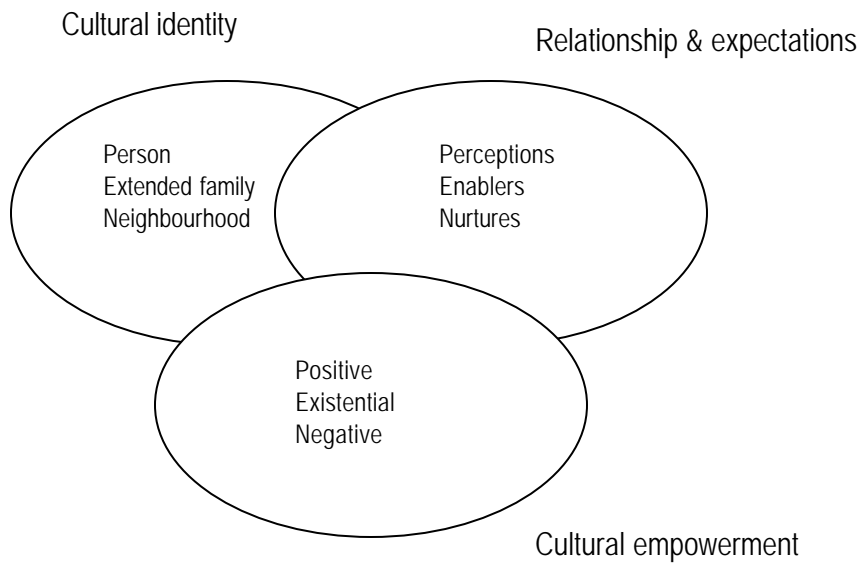 Cultural identity
Relationship & expectations
Person
Extended family
Neighbourhood
Perceptions
Enablers
Nurtures
Positive
Existential
Negative
Cultural empowerment